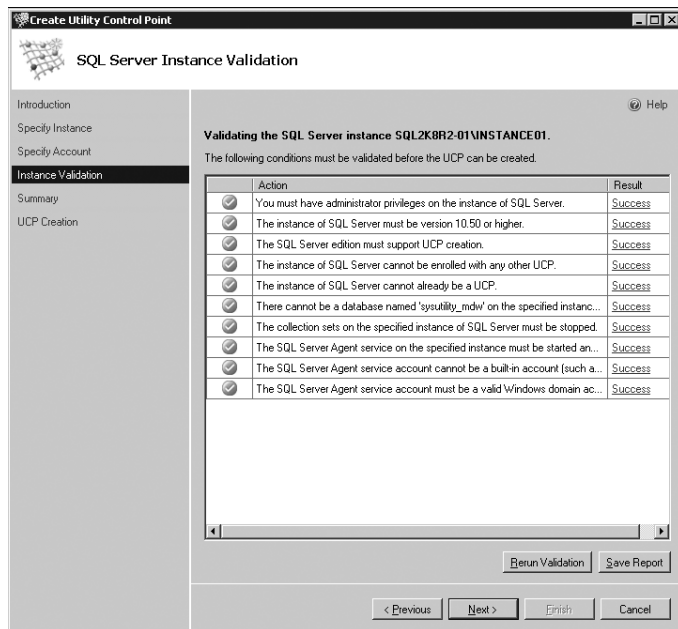 Create Utility Control Point
SQL Server Instance Validation
Introduction
Specify Instance
Specify Account
Instance Validation
Summary
UCP Creation
Help
Validating the SQL Server instance SQL2K8R2-01\INSTANCE01.
The following conditions must be validated before the UCP can be created.
Action Result
You must have administrator privileges on the instance of SQL Server. Success
The instance of SQL Server must be version 10.50 or higher. Success
The SQL Server edition must support UCP creation. Success
The instance of SQL Server cannot be enrolled with any other UCP. Success
The instance of SQL Server cannot already be a UCP. Success
There cannot be a database named 'sysutility_mdw' on the specified instanc... Success
The collection sets on the specified instance of SQL Server must be stopped. Success
The SQL Server Agent service on the specified instance must be started an... Success
The SQL Server Agent service account cannot be a built-in account (such a... Success
The SQL Server Agent service account must be a valid Windows domain ac... Success
Rerun Validation Save Report
< Previous Next > Finish Cancel